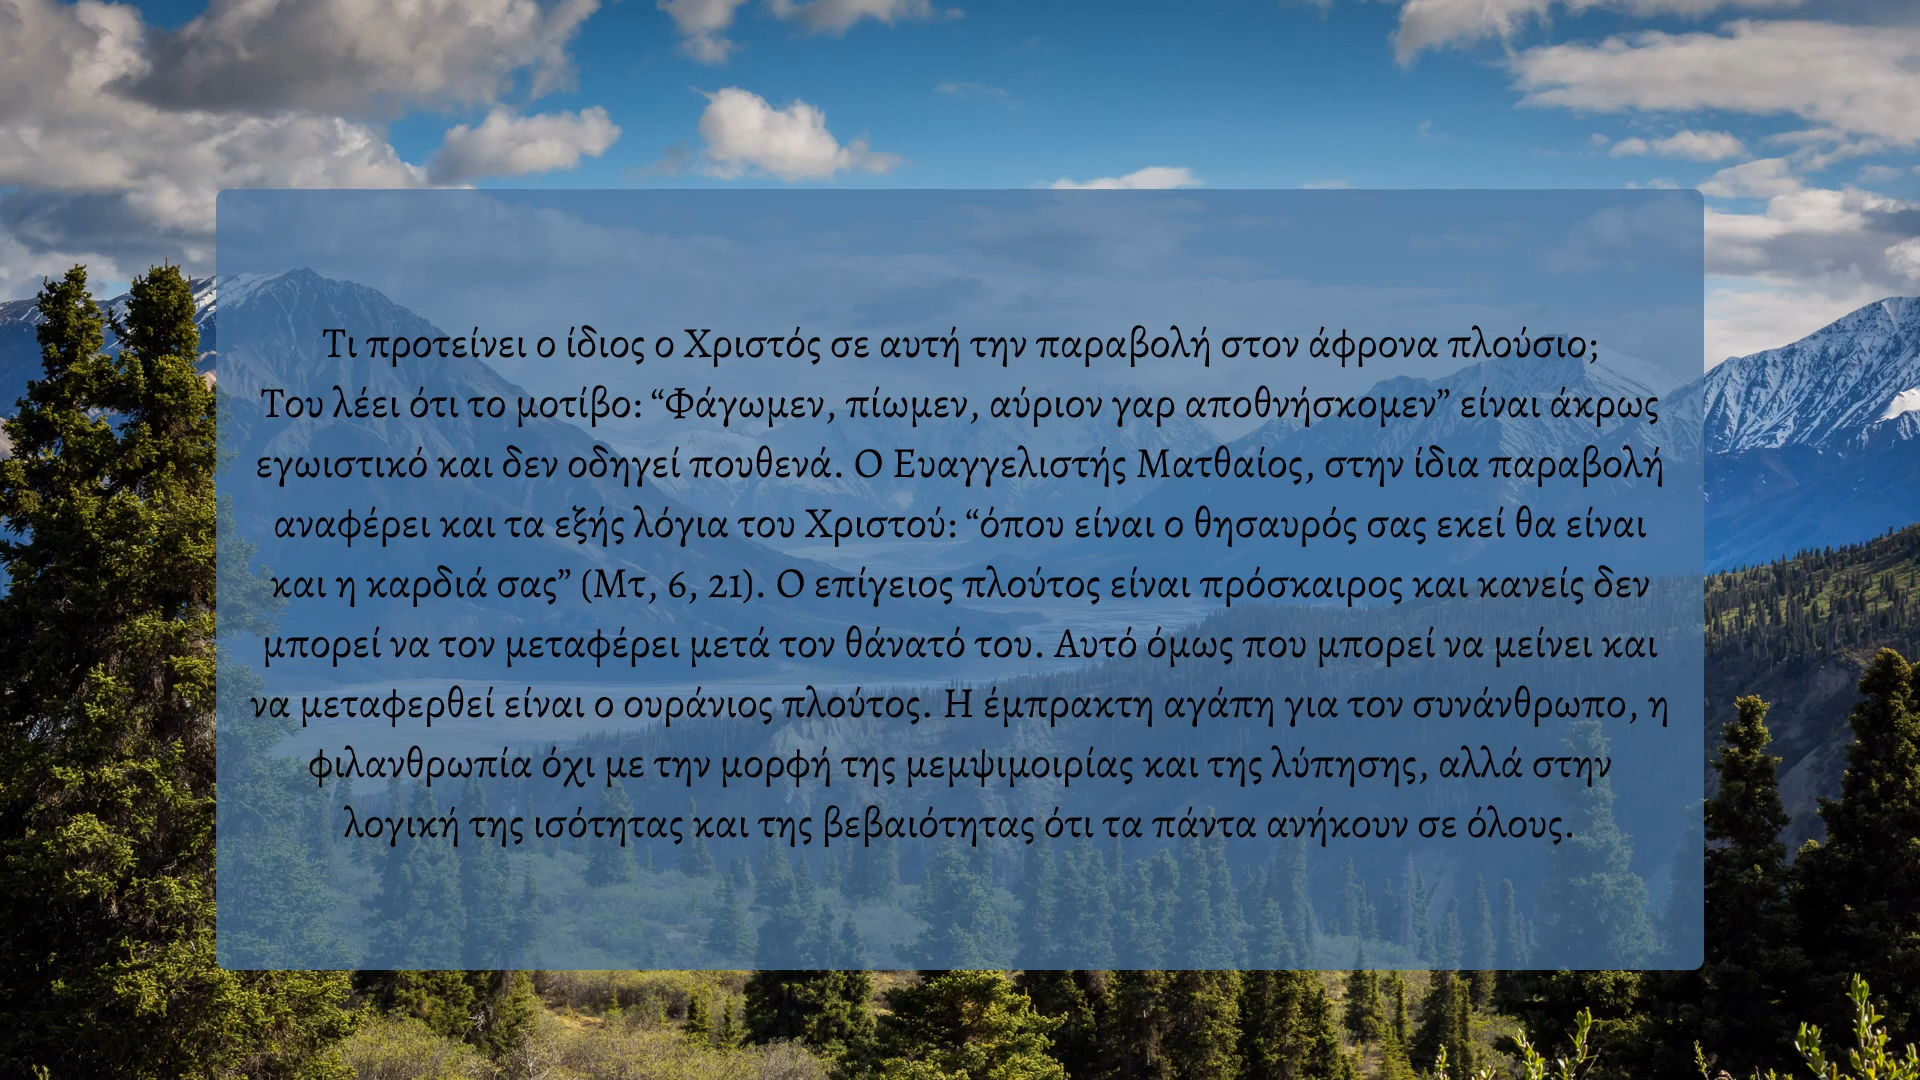 Τι προτείνει ο ίδιος ο Χριστός σε αυτή την παραβολή στον άφρονα πλούσιο;
Του λέει ότι το μοτίβο: “Φάγωμεν, πίωμεν, αύριον γαρ αποθνήσκομεν” είναι άκρως
εγωιστικό και δεν οδηγεί πουθενά. Ο Ευαγγελιστής Ματθαίος, στην ίδια παραβολή
αναφέρει και τα εξής λόγια του Χριστού: “όπου είναι ο θησαυρός σας εκεί θα είναι
και η καρδιά σας” (Μτ, 6, 21). Ο επίγειος πλούτος είναι πρόσκαιρος και κανείς δεν
μπορεί να τον μεταφέρει μετά τον θάνατό του. Αυτό όμως που μπορεί να μείνει και
να μεταφερθεί είναι ο ουράνιος πλούτος. Η έμπρακτη αγάπη για τον συνάνθρωπο, η
φιλανθρωπία όχι με την μορφή της μεμψιμοιρίας και της λύπησης, αλλά στην
λογική της ισότητας και της βεβαιότητας ότι τα πάντα ανήκουν σε όλους.